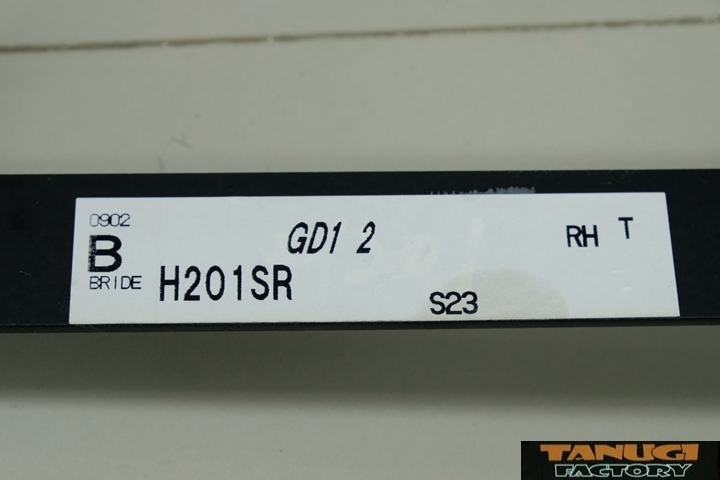 0902
B
BRIDE
GD1 2
H201SR
S23
RH T
TANUGI
FACTORY